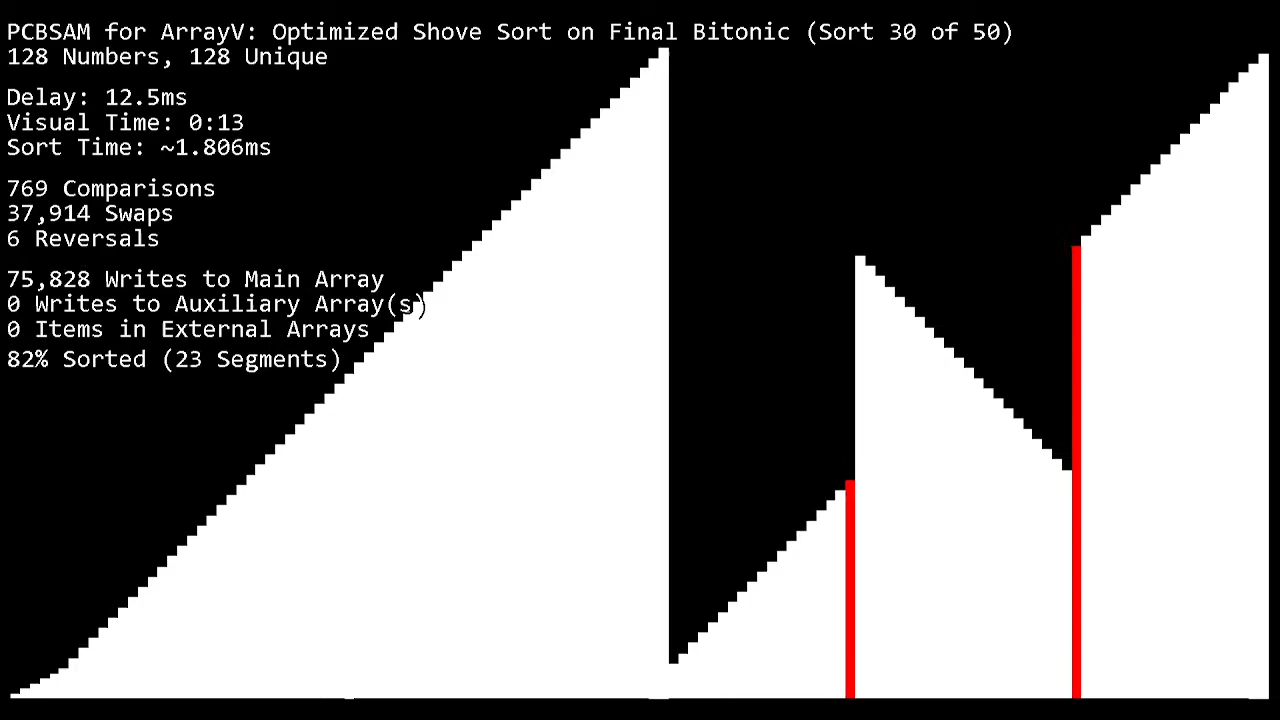 PCBSAM for ArrayV: Optimized Shove Sort on Final Bitonic (Sort 30 of 50)
128 Numbers, 128 Unique
Delay: 12.5ms
Visual Time: 0:13
Sort Time: ~1.806ms
769 Comparisons
37,914 Swaps
6 Reversals
75,828 Writes to Main Array
0 Writes to Auxiliary Array(s)
0 Items in External Arrays
82% Sorted (23 Segments)